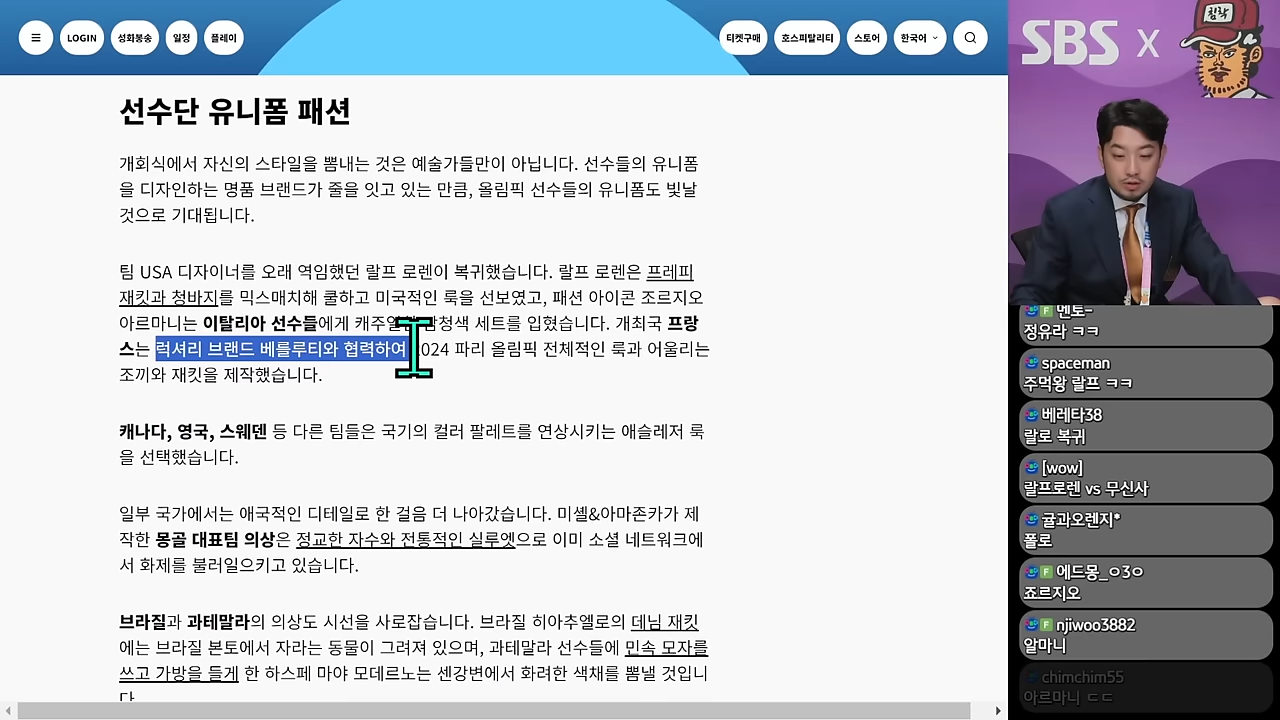 LOGIN
성화봉송
일정
플레이
티켓구매
호스피탈리티
스토어
한국어
선수단 유니폼 패션
개회식에서 자신의 스타일을 뽐내는 것은 예술가들만이 아닙니다. 선수들의 유니폼
을 디자인하는 명품 브랜드가 줄을 잇고 있는 만큼, 올림픽 선수들의 유니폼도 빛날
것으로 기대됩니다.
팀 USA 디자이너를 오래 역임했던 랄프 로렌이 복귀했습니다. 랄프 로렌은 프레피
재킷과 청바지를 믹스매치해 쿨하고 미국적인 룩을 선보였고, 패션 아이콘 조르지오
아르마니는 이탈리아 선수들에게 캐주얼한 감청색 세트를 입혔습니다. 개최국 프랑
스는 럭셔리 브랜드 베를루티와 협력하여 2024 파리 올림픽 전체적인 룩과 어울리는
조끼와 재킷을 제작했습니다.
캐나다, 영국, 스웨덴 등 다른 팀들은 국기의 컬러 팔레트를 연상시키는 애슬레저 룩
을 선택했습니다.
일부 국가에서는 애국적인 디테일로 한 걸음 더 나아갔습니다. 미셸&아마존카가 제
작한 몽골 대표팀 의상은 정교한 자수와 전통적인 실루엣으로 이미 소셜 네트워크에
서 화제를 불러일으키고 있습니다.
브라질과 과테말라의 의상도 시선을 사로잡습니다. 브라질 히아추엘로의 데님 재킷
에는 브라질 본토에서 자라는 동물이 그려져 있으며, 과테말라 선수들에 민속 모자를
쓰고 가방을 들게 한 하스페 마야 모데르노는 센강변에서 화려한 색채를 뽐낼 것입니
다.
SBS X
침락
멘토-
정유라 ㅋㅋ
spaceman
주먹왕 랄프 ㅋㅋ
베레타38
랄로 복귀
[wow]
랄프로렌 vs 무신사
귤과오렌지*
폴로
에드몽_ㅇ3ㅇ
죠르지오
njiwoo3882
알마니
chimchim55
아르마니 ㄷㄷ